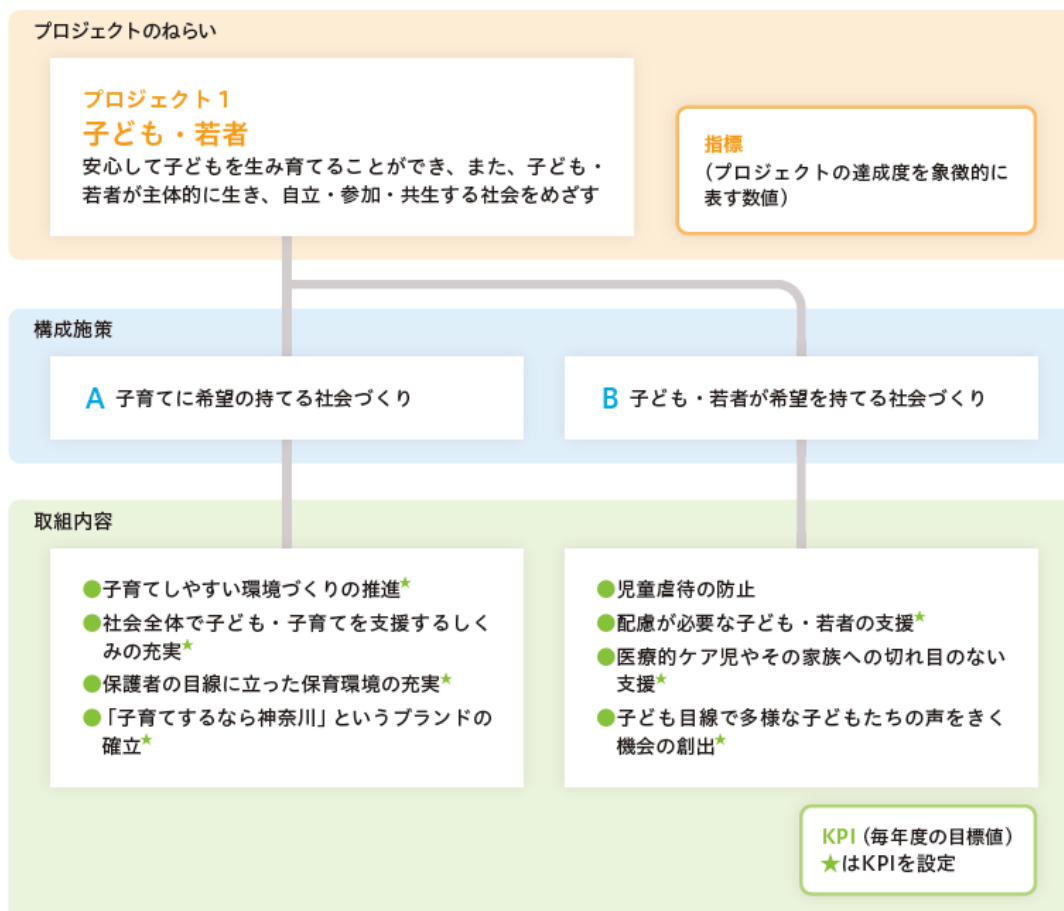 プロジェクトのねらい
プロジェクト1
子ども・若者
安心して子どもを生み育てることができ、また、子ども・
若者が主体的に生き、自立・参加・共生する社会をめざす
指標
(プロジェクトの達成度を象徴的に
表す数値)
構成施策
A 子育てに希望の持てる社会づくり
B 子ども・若者が希望を持てる社会づくり
取組内容
●子育てしやすい環境づくりの推進★
●社会全体で子ども・子育てを支援するしく
みの充実★
●保護者の目線に立った保育環境の充実★
●「子育てするなら神奈川」というブランドの
確立★
●児童虐待の防止
●配慮が必要な子ども・若者の支援★
●医療的ケア児やその家族への切れ目のない
支援★
●子ども目線で多様な子どもたちの声をきく
機会の創出★
KPI(毎年度の目標値)
★はKPIを設定